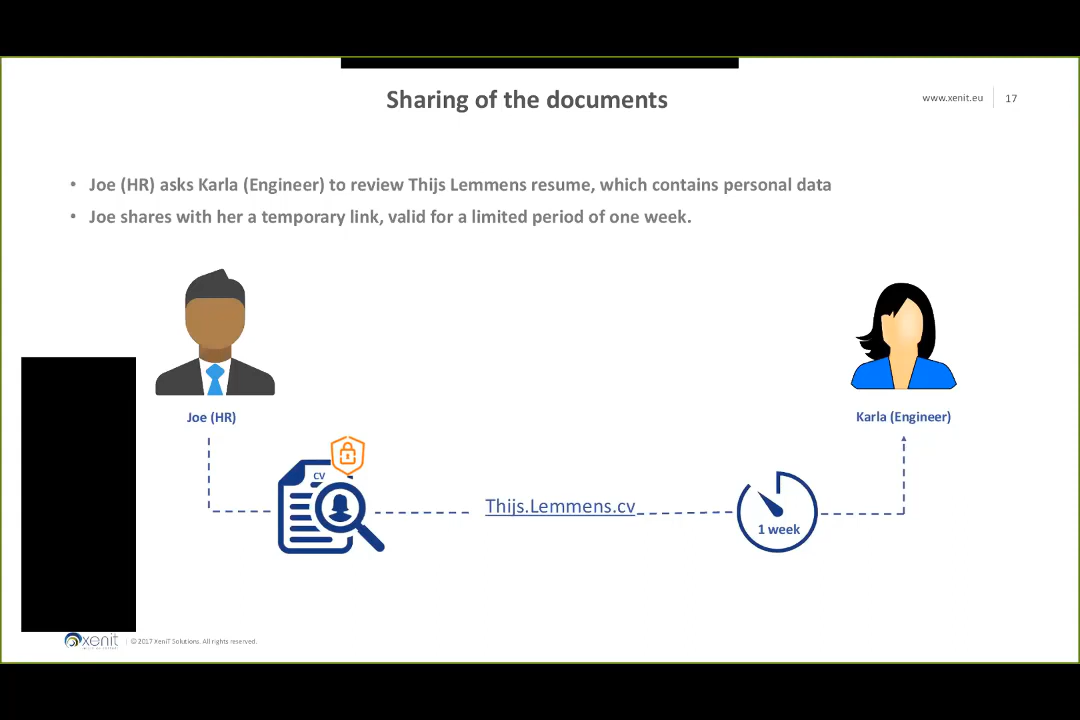 Sharing of the documents
www.xenit.eu
17
• Joe (HR) asks Karla (Engineer) to review Thijs Lemmens resume, which contains personal data
• Joe shares with her a temporary link, valid for a limited period of one week.
Joe (HR)
Karla (Engineer)
CV
Thijs.Lemmens.cv
1 week
xenit
© 2017 XeniT Solutions. All rights reserved.